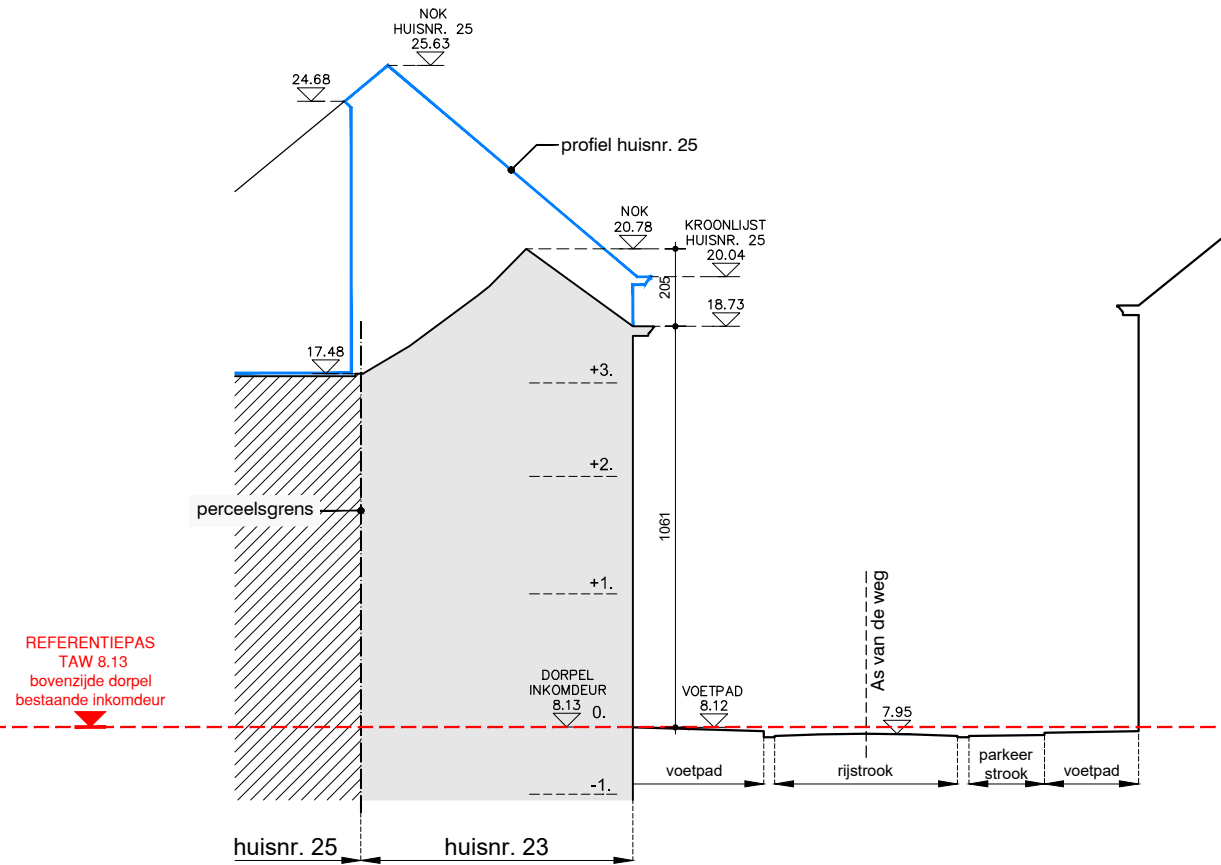 NOK
HUISNR. 25
25.63
24.68
profiel huisnr. 25
NOK
20.78
KROONLIJST
HUISNR. 25
20.04
205
18.73
17.48
+3.
+2.
perceelsgrens
1061
+1.
As van de weg
REFERENTIEPAS
TAW 8.13
bovenzijde dorpel
bestaande inkomdeur
DORPEL
INKOMDEUR
8.13
0.
VOETPAD
8.12
7.95
voetpad
rijstrook
parkeer
strook
voetpad
-1.
huisnr. 25
huisnr. 23